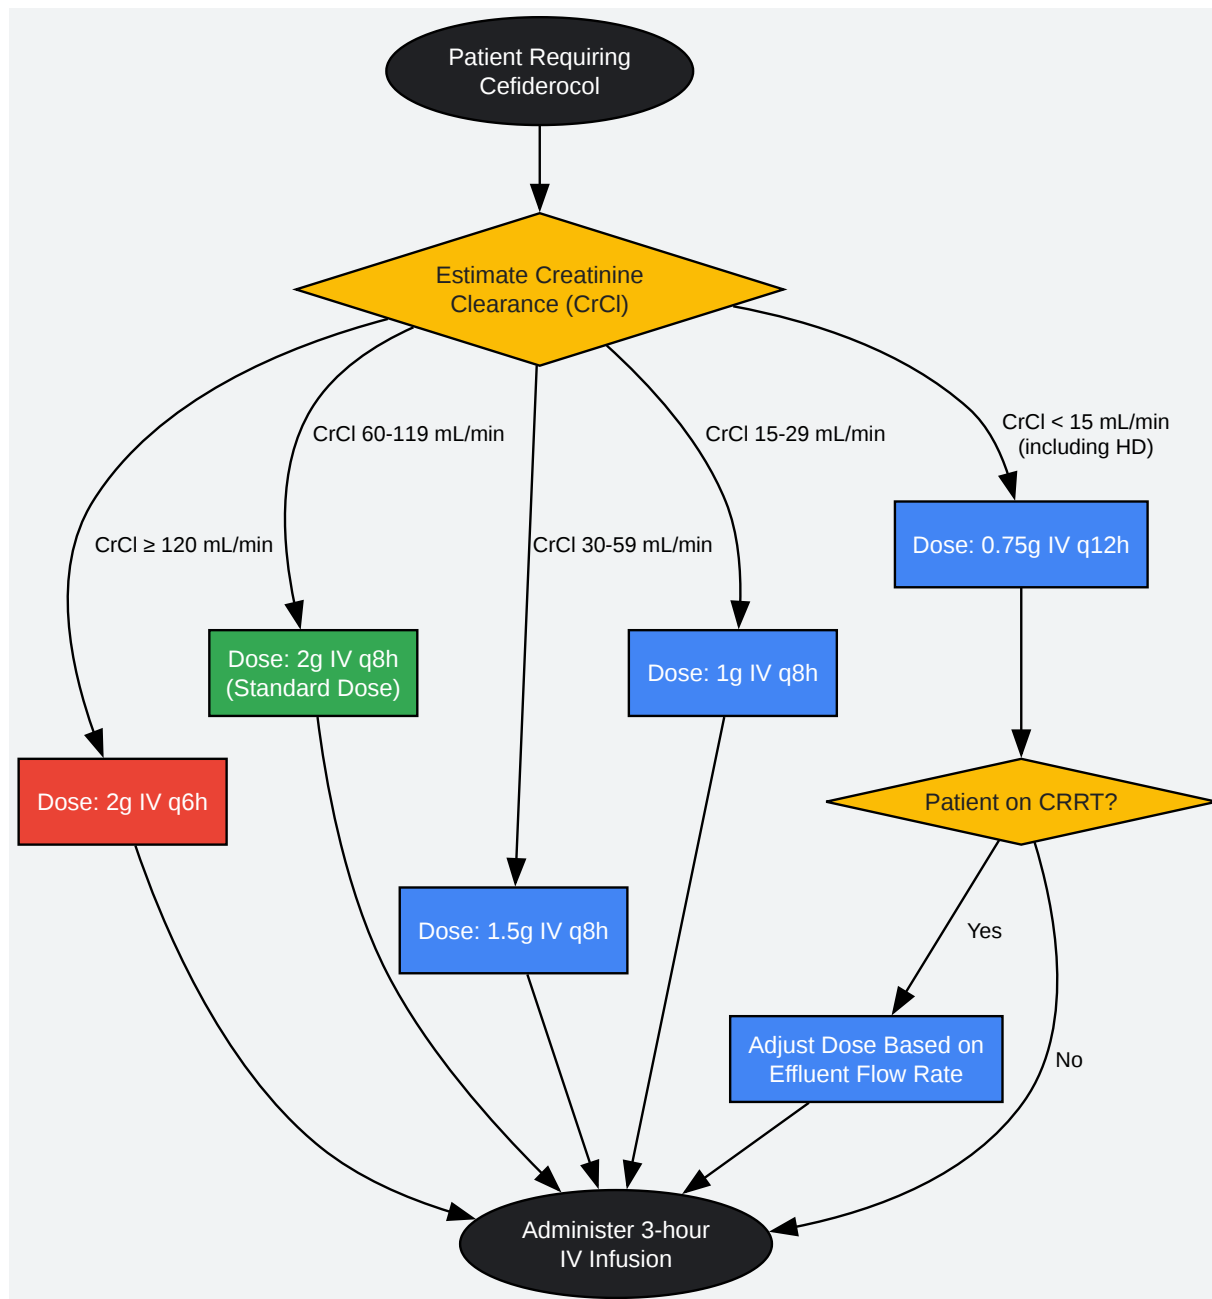 Patient Requiring
Cefiderocol
Estimate Creatinine
Clearance (CrCl)
CrCl ≥ 120 mL/min
CrCl 60-119 mL/min
CrCl 30-59 mL/min
CrCl 15-29 mL/min
CrCl < 15 mL/min
(including HD)
Dose: 0.75g IV q12h
Dose: 2g IV q8h
(Standard Dose)
Dose: 1g IV q8h
Dose: 2g IV q6h
Patient on CRRT?
Dose: 1.5g IV q8h
Yes
Adjust Dose Based on
Effluent Flow Rate
No
Administer 3-hour
IV Infusion